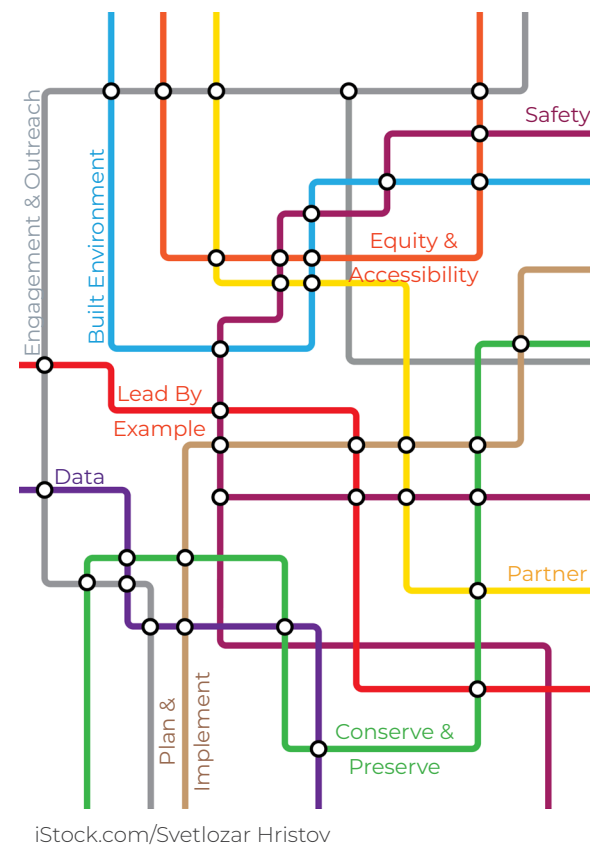 Safety
Engagement & Outreach
Built Environment
Equity &
Accessibility
Lead By
Example
Data
Partner
Plan &
Implement
Conserve &
Preserve
iStock.com/Svetlozar Hristov